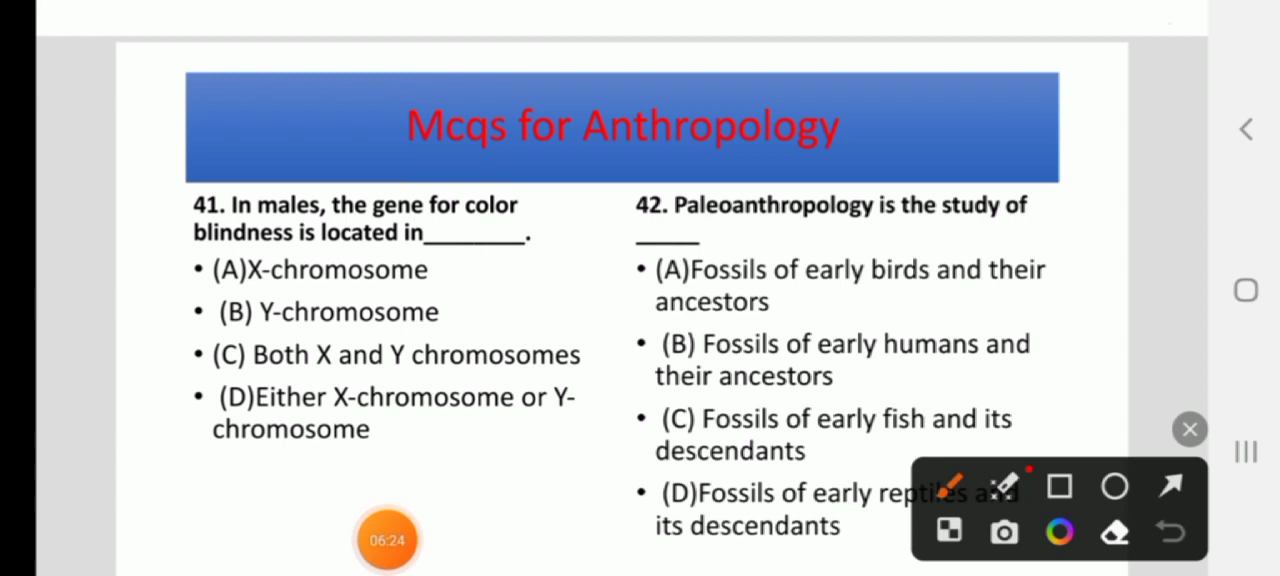 Mcqs for Anthropology
41. In males, the gene for color
blindness is located in________.
• (A)X-chromosome
• (B) Y-chromosome
• (C) Both X and Y chromosomes
• (D)Either X-chromosome or Y-
chromosome
42. Paleoanthropology is the study of
_____
• (A)Fossils of early birds and their
ancestors
• (B) Fossils of early humans and
their ancestors
• (C) Fossils of early fish and its
descendants
• (D)Fossils of early reptiles and
its descendants
06:24